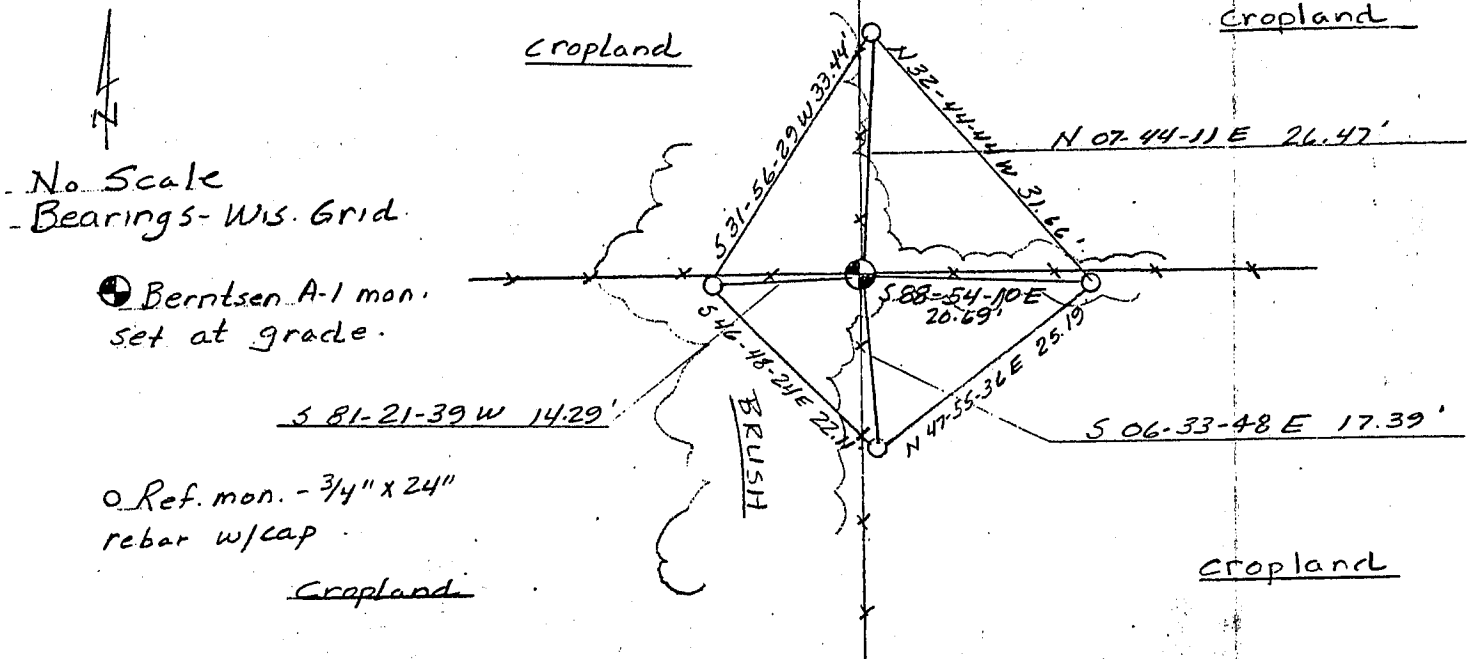 cropland
cropland
N
S 31-56-29 W 33.44'
N 32-44-44 W 31.66'
N 07-44-11 E 26.47'
- No Scale
- Bearings - Wis. Grid
Berntsen A-1 mon.
set at grade.
S 88-54-10 E
20.69'
S 46-48-24 E
N 47-55-36 E 25.19
S 81-21-39 W 14.29'
BRUSH
S 06-33-48 E 17.39'
o Ref. mon. - 3/4" x 24"
rebar w/cap
Cropland
cropland